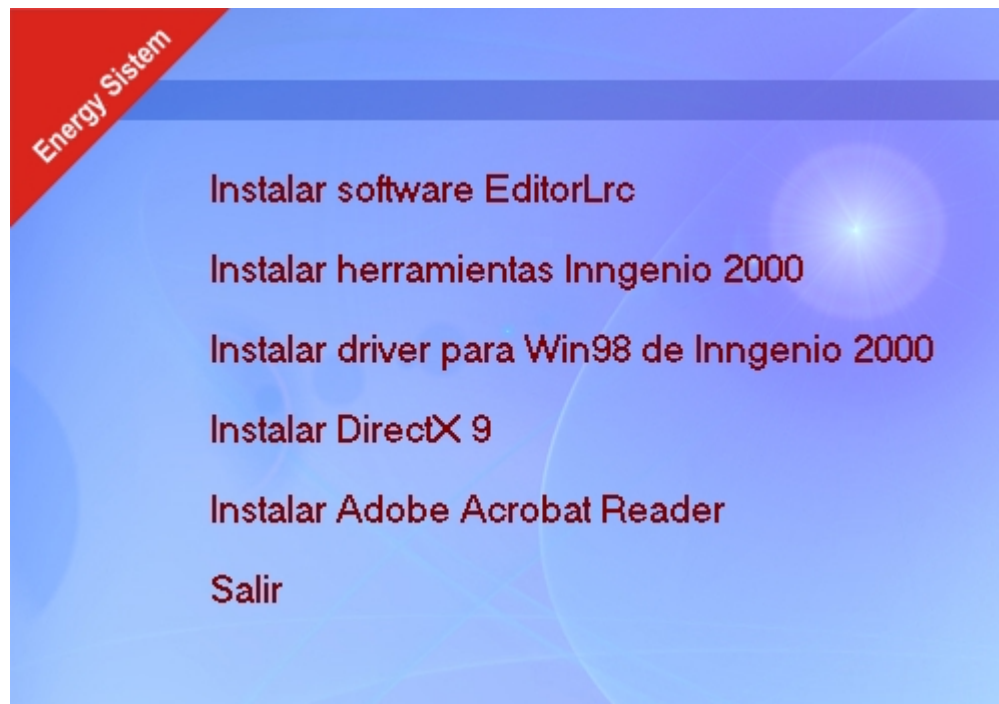 Energy Sistem
Instalar software EditorLrc
Instalar herramientas Inngenio 2000
Instalar driver para Win98 de Inngenio 2000
Instalar DirectX 9
Instalar Adobe Acrobat Reader
Salir